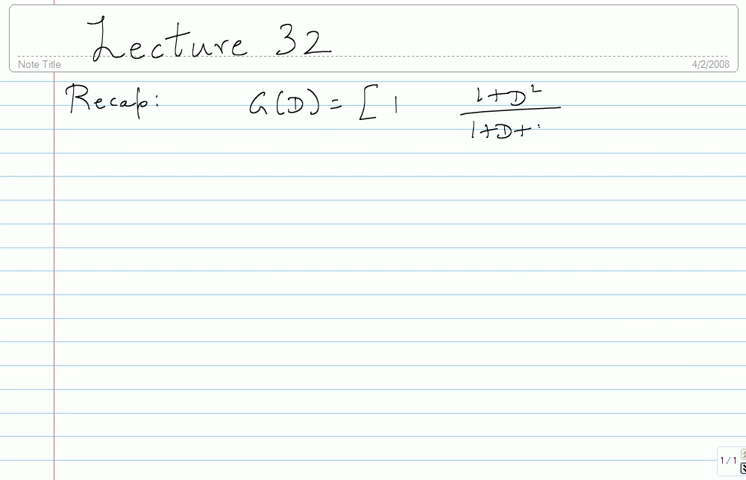 Lecture 32
Note Title
4/2/2008
Recap: G(D) = [ 1 1+D²
1+D+
1/1